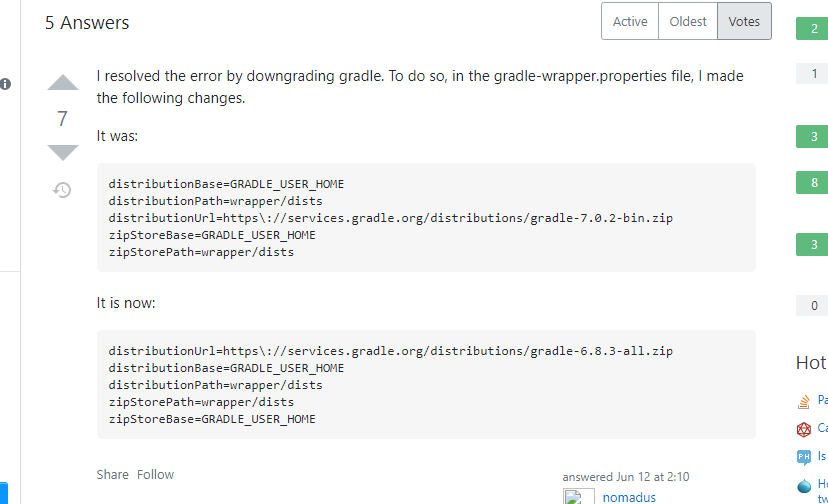 5 Answers
Active
Oldest
Votes
2
1
I resolved the error by downgrading gradle. To do so, in the gradle-wrapper.properties file, I made
the following changes.
7
It was:
3
distributionBase=GRADLE_USER_HOME
distributionPath=wrapper/dists
distributionUrl=https\://services.gradle.org/distributions/gradle-7.0.2-bin.zip
zipStoreBase=GRADLE_USER_HOME
zipStorePath=wrapper/dists
8
3
It is now:
0
distributionUrl=https\://services.gradle.org/distributions/gradle-6.8.3-all.zip
distributionBase=GRADLE_USER_HOME
distributionPath=wrapper/dists
zipStorePath=wrapper/dists
zipStoreBase=GRADLE_USER_HOME
Hot
Pa
Ca
PH
Is
Share Follow
answered Jun 12 at 2:10
nomadus